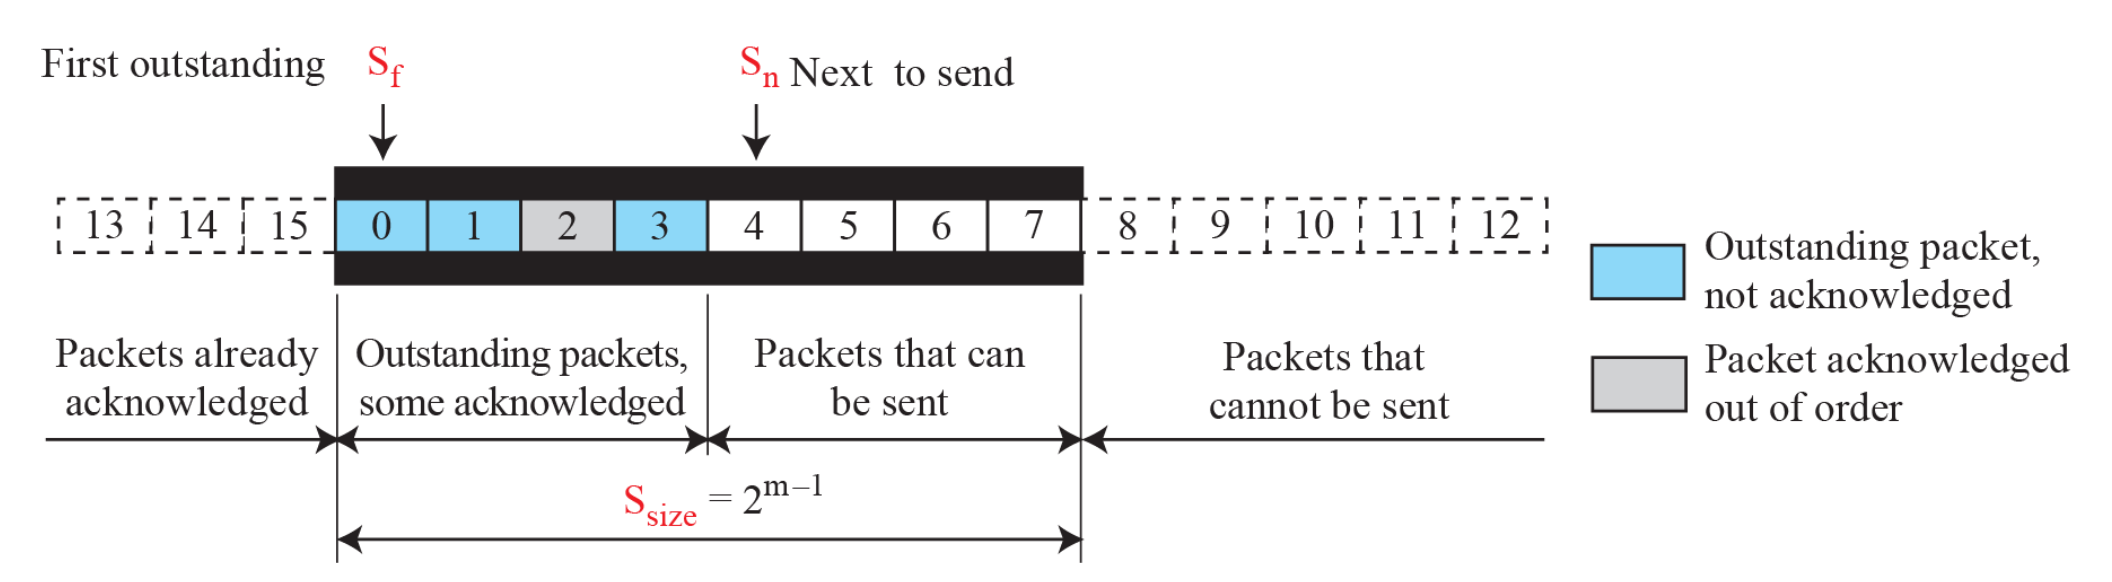 First outstanding S_f S_n Next to send
13 14 15 0 1 2 3 4 5 6 7 8 9 10 11 12
Outstanding packet,
not acknowledged
Packet acknowledged
out of order
Packets already
acknowledged
Outstanding packets,
some acknowledged
Packets that can
be sent
Packets that
cannot be sent
S_size = 2^{m–1}